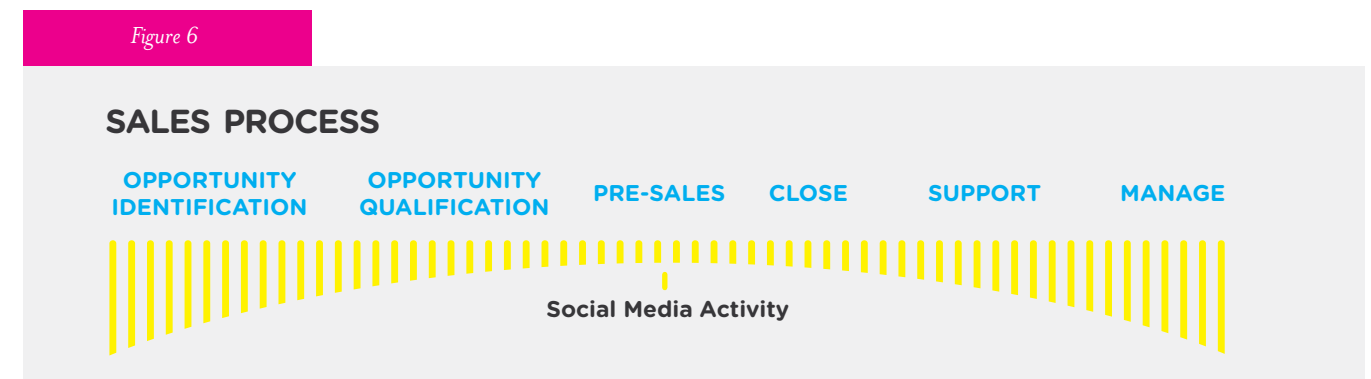 Figure 6
SALES PROCESS
OPPORTUNITY
IDENTIFICATION
OPPORTUNITY
QUALIFICATION
PRE-SALES
CLOSE
SUPPORT
MANAGE
Social Media Activity